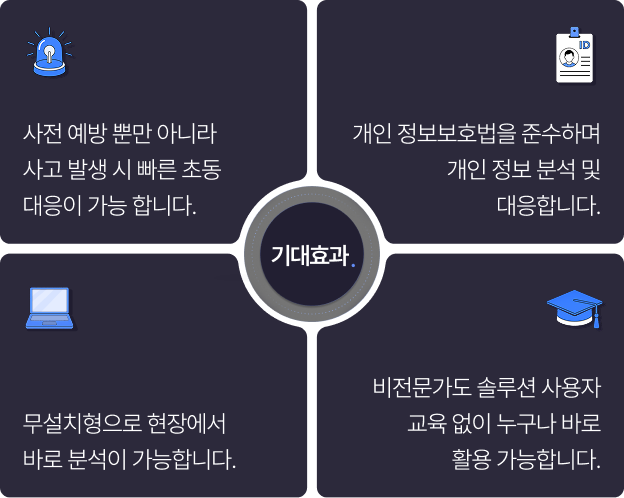 사전 예방 뿐만 아니라
사고 발생 시 빠른 초동
대응이 가능 합니다.
ID
개인 정보보호법을 준수하며
개인 정보 분석 및
대응합니다.
기대효과.
무설치형으로 현장에서
바로 분석이 가능합니다.
비전문가도 솔루션 사용자
교육 없이 누구나 바로
활용 가능합니다.